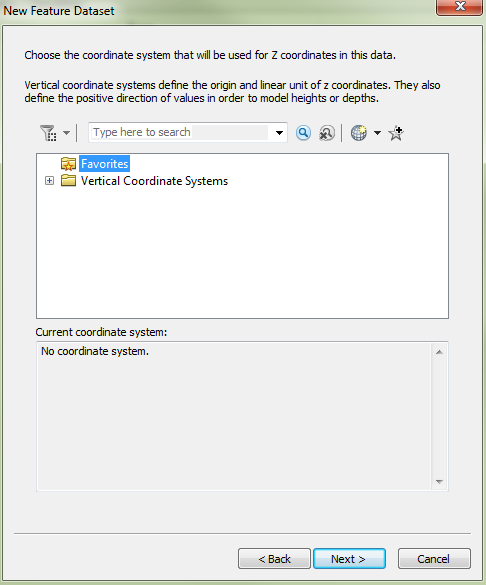 New Feature Dataset
Choose the coordinate system that will be used for Z coordinates in this data.
Vertical coordinate systems define the origin and linear unit of z coordinates. They also
define the positive direction of values in order to model heights or depths.
Type here to search
Favorites
Vertical Coordinate Systems
Current coordinate system:
No coordinate system.
< Back
Next >
Cancel